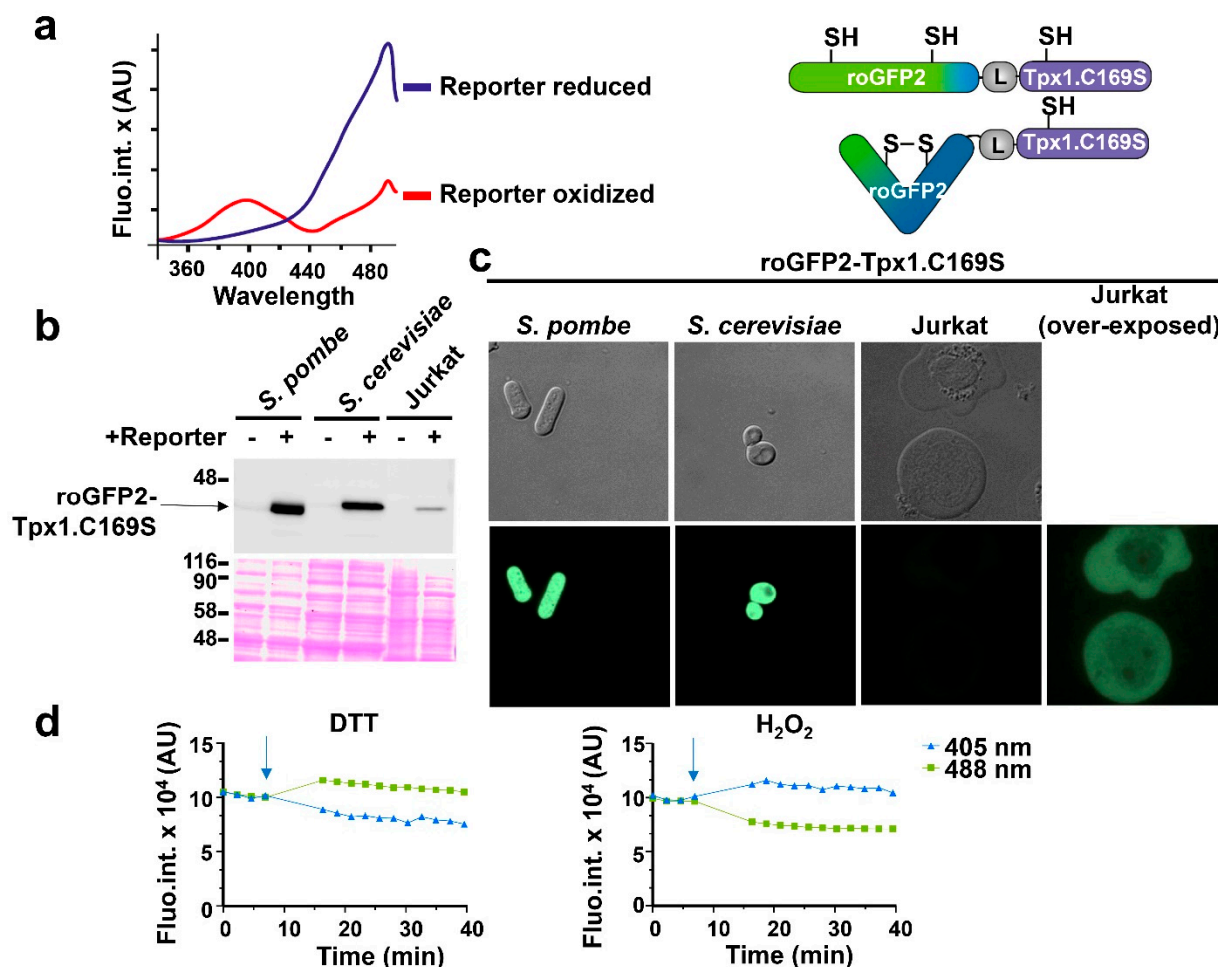 a
Fluo.int. x (AU)
Reporter reduced
Reporter oxidized
360 400 440 480
Wavelength
SH SH SH
roGFP2 L Tpx1.C169S
SH
S–S L Tpx1.C169S
roGFP2
b
S. pombe
S. cerevisiae
Jurkat
+Reporter - + - + - +
48
roGFP2-
Tpx1.C169S
116
90
58
48
c
roGFP2-Tpx1.C169S
S. pombe S. cerevisiae Jurkat Jurkat
(over-exposed)
d
DTT
Fluo.int. x 10⁴ (AU)
15
10
5
0
0 10 20 30 40
Time (min)
H₂O₂
Fluo.int. x 10⁴ (AU)
15
10
5
0
0 10 20 30 40
Time (min)
405 nm
488 nm